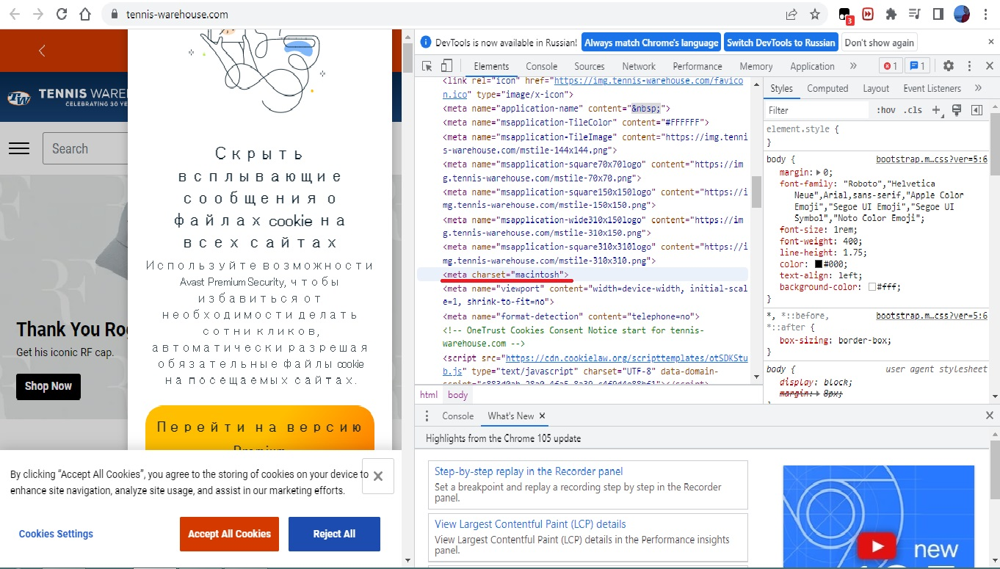 tennis-warehouse.com
3
TW TENNIS WARE
CELEBRATING 30 YE
Search
Thank You Rog
Get his iconic RF cap.
Shop Now
Скрыть
всплывающие
сообщения о
файлах cookie на
всех сайтах
Используйте возможности
Avast Premium Security, чтобы
избавиться от
необходимости делать
сотни кликов,
автоматически разрешая
обязательные файлы cookie
на посещаемых сайтах.
Перейти на версию
Premium
By clicking “Accept All Cookies”, you agree to the storing of cookies on your device to
enhance site navigation, analyze site usage, and assist in our marketing efforts.
Cookies Settings
Accept All Cookies
Reject All
DevTools is now available in Russian! Always match Chrome's language Switch DevTools to Russian Don't show again
Elements Console Sources Network Performance Memory Application » 1 1
<link rel="icon" href="https://img.tennis-warehouse.com/favico
n.ico" type="image/x-icon">
<meta name="application-name" content="&nbsp;">
<meta name="msapplication-TileColor" content="#FFFFFF">
<meta name="msapplication-TileImage" content="https://img.tenni
s-warehouse.com/mstile-144x144.png">
<meta name="msapplication-square70x70logo" content="https://im
g.tennis-warehouse.com/mstile-70x70.png">
<meta name="msapplication-square150x150logo" content="https://i
mg.tennis-warehouse.com/mstile-150x150.png">
<meta name="msapplication-wide310x150logo" content="https://im
g.tennis-warehouse.com/mstile-310x150.png">
<meta name="msapplication-square310x310logo" content="https://i
mg.tennis-warehouse.com/mstile-310x310.png">
<meta charset="macintosh">
<meta name="viewport" content="width=device-width, initial-scal
e=1, shrink-to-fit=no">
<meta name="format-detection" content="telephone=no">
<!-- OneTrust Cookies Consent Notice start for tennis-
warehouse.com -->
<script src="https://cdn.cookielaw.org/scripttemplates/otSDKStu
b.js" type="text/javascript" charset="UTF-8" data-domain-
html body
Styles Computed Layout Event Listeners »
Filter :hov .cls +
element.style {
}
body { bootstrap.m…css?ver=5:6
margin: 0;
font-family: "Roboto","Helvetica
Neue",Arial,sans-serif,"Apple Color
Emoji","Segoe UI Emoji","Segoe UI
Symbol","Noto Color Emoji";
font-size: 1rem;
font-weight: 400;
line-height: 1.75;
color: #000;
text-align: left;
background-color: #fff;
}
*, *::before, bootstrap.m…css?ver=5:6
*::after {
box-sizing: border-box;
}
body { user agent stylesheet
display: block;
margin: 8px;
Console What's New
Highlights from the Chrome 105 update
Step-by-step replay in the Recorder panel
Set a breakpoint and replay a recording step by step in the Recorder
panel.
View Largest Contentful Paint (LCP) details
View Largest Contentful Paint (LCP) details in the Performance insights
panel.
new